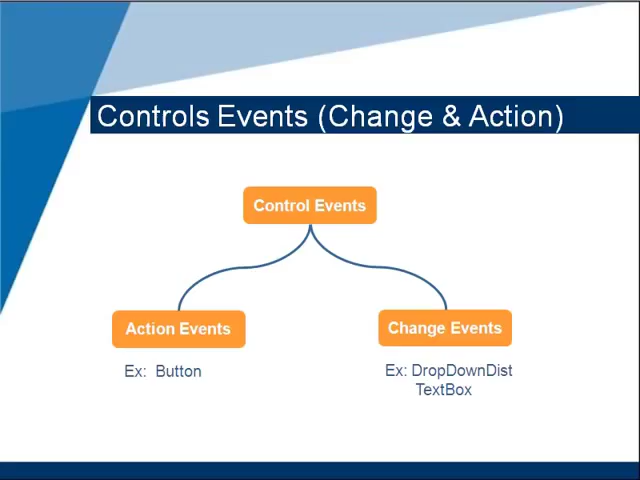 Controls Events (Change & Action)
Control Events
Action Events
Change Events
Ex: Button
Ex: DropDownDist
TextBox